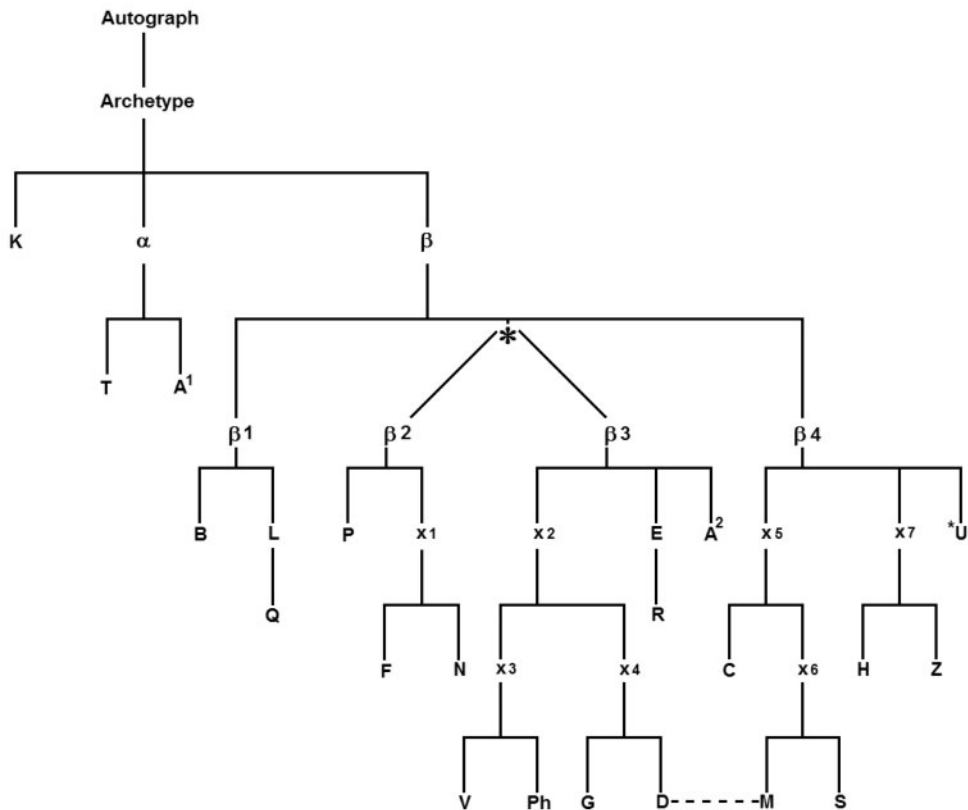 Autograph
Archetype
K α β
*
T A¹
β1 β2 β3 β4
B L P x1 x2 E A² x5 x7 *U
Q R
F N x3 x4 C x6 H Z
V Ph G D M S